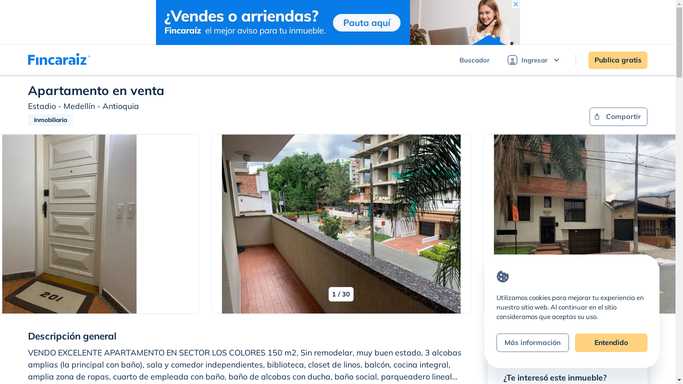 ¿Vendes o arriendas?
Fincaraíz el mejor aviso para tu inmueble.
Pauta aquí
Fincaraíz
Buscador
Ingresar
Publica gratis
Apartamento en venta
Estadio - Medellín - Antioquia
Inmobiliaria
Compartir
201
1 / 30
Utilizamos cookies para mejorar tu experiencia en
nuestro sitio web. Al continuar en el sitio
consideramos que aceptas su uso.
Más información
Entendido
Descripción general
VENDO EXCELENTE APARTAMENTO EN SECTOR LOS COLORES 150 m2, Sin remodelar, muy buen estado, 3 alcobas
amplias (la principal con baño), sala y comedor independientes, biblioteca, closet de linos, balcón, cocina integral,
amplia zona de ropas, cuarto de empleada con baño, baño de alcobas con ducha, baño social, parqueadero lineal...
¿Te interesó este inmueble?